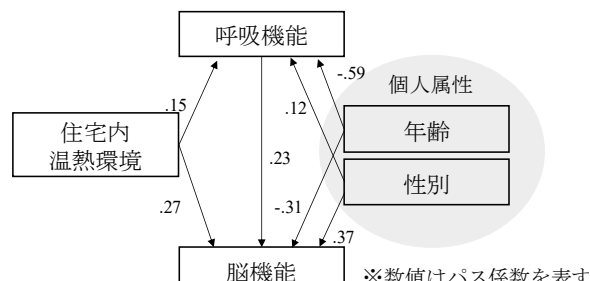 呼吸機能
-.59
個人属性
.15
.12
年齢
住宅内
温熱環境
.23
性別
.27
-.31
.37
脳機能
※数値はパス係数を表す